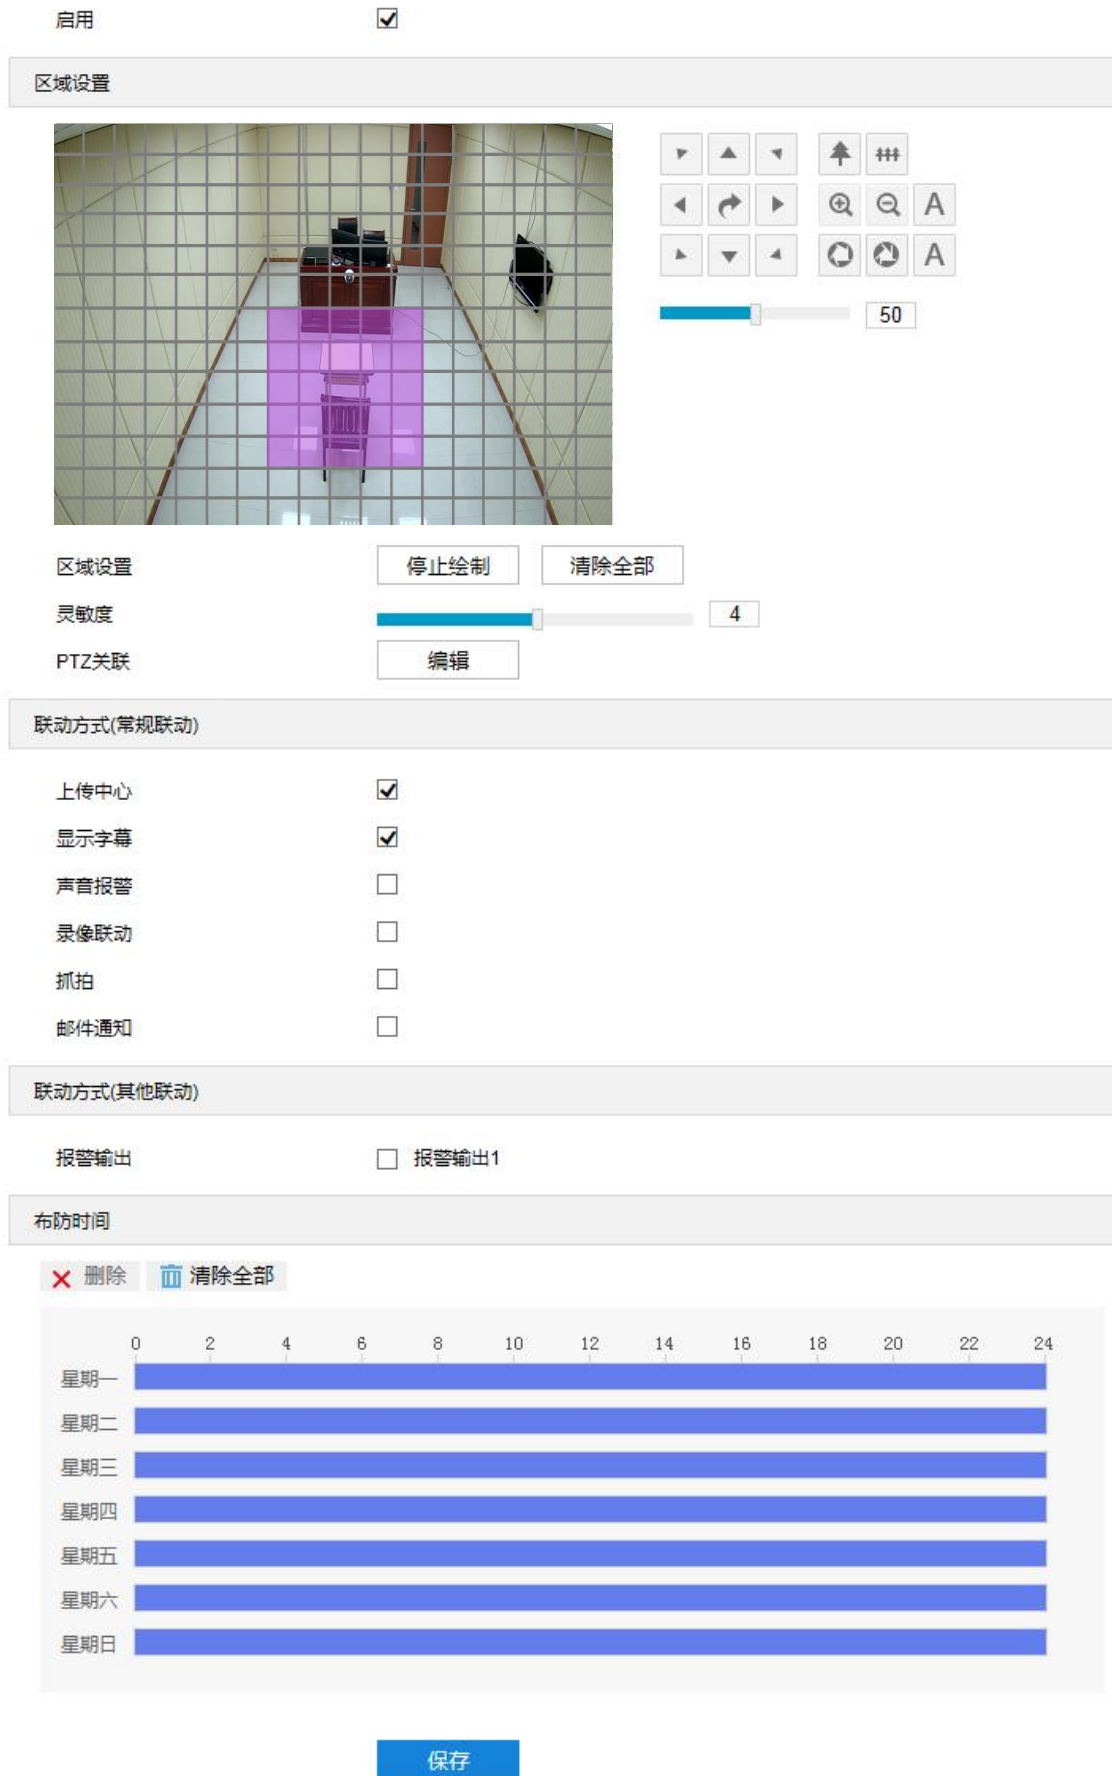 启用
区域设置
A
A
50
区域设置 停止绘制 清除全部
灵敏度 4
PTZ关联 编辑
联动方式(常规联动)
上传中心
显示字幕
声音报警
录像联动
抓拍
邮件通知
联动方式(其他联动)
报警输出 报警输出1
布防时间
删除 清除全部
0 2 4 6 8 10 12 14 16 18 20 22 24
星期一
星期二
星期三
星期四
星期五
星期六
星期日
保存